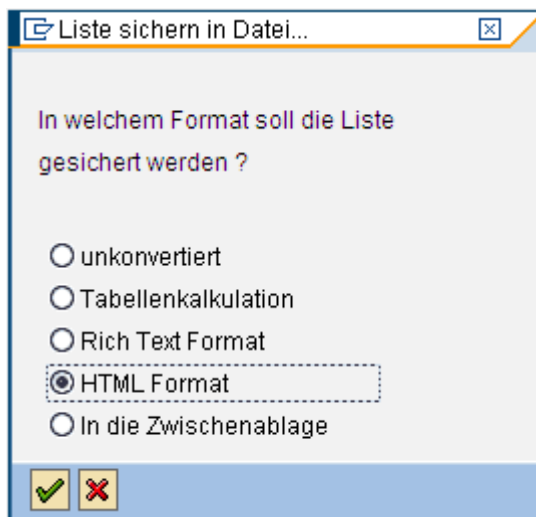 Liste sichern in Datei...
In welchem Format soll die Liste
gesichert werden ?
unkonvertiert
Tabellenkalkulation
Rich Text Format
HTML Format
In die Zwischenablage